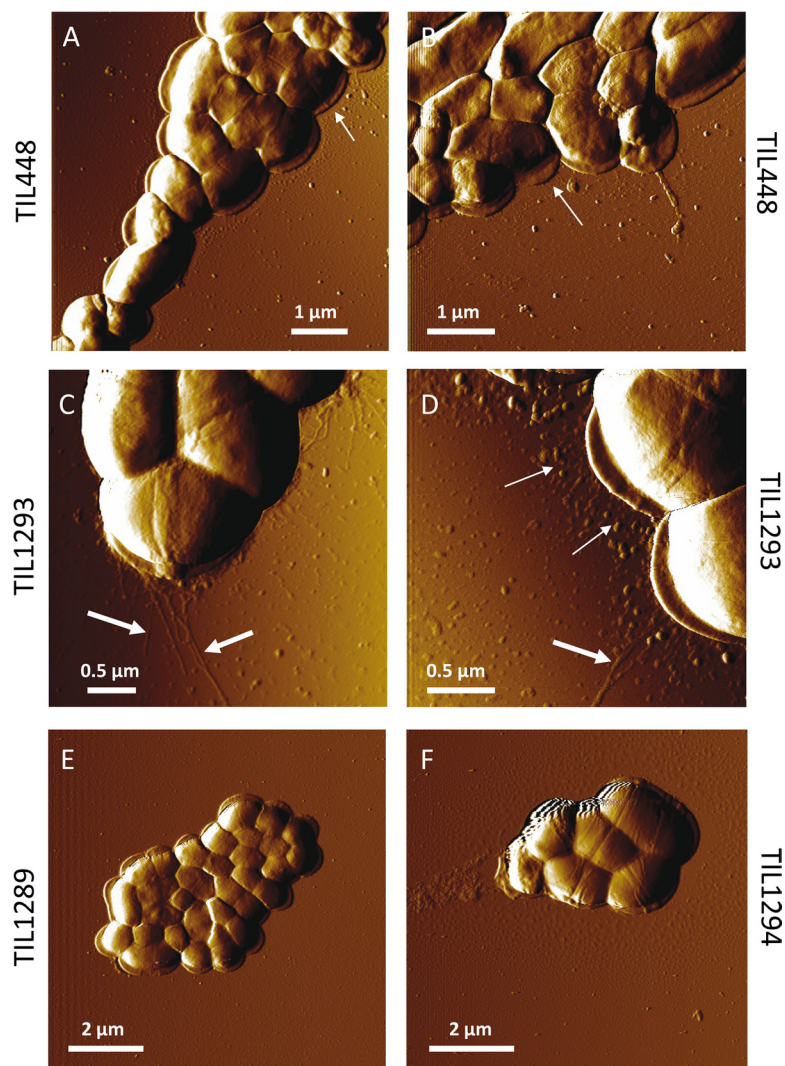 A
B
TIL448
TIL448
1 µm
1 µm
C
D
TIL1293
TIL1293
0.5 µm
0.5 µm
E
F
TIL1289
TIL1294
2 µm
2 µm